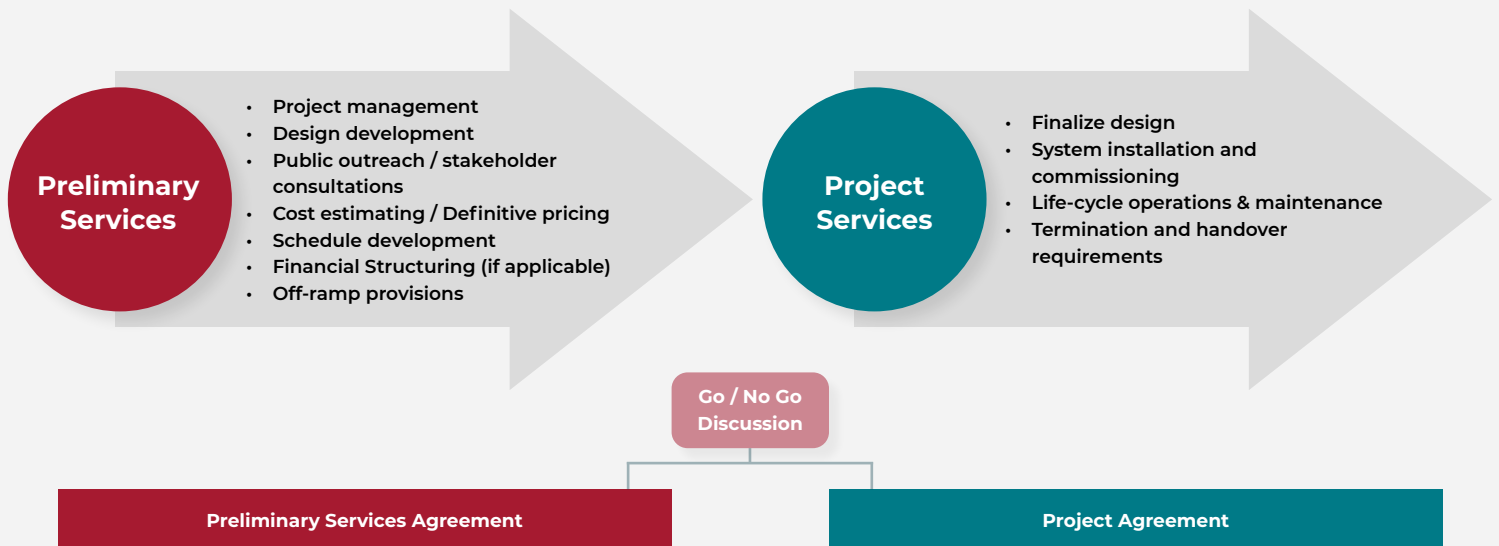 Preliminary
Services
• Project management
• Design development
• Public outreach / stakeholder
consultations
• Cost estimating / Definitive pricing
• Schedule development
• Financial Structuring (if applicable)
• Off-ramp provisions
Project
Services
• Finalize design
• System installation and
commissioning
• Life-cycle operations & maintenance
• Termination and handover
requirements
Go / No Go
Discussion
Preliminary Services Agreement
Project Agreement